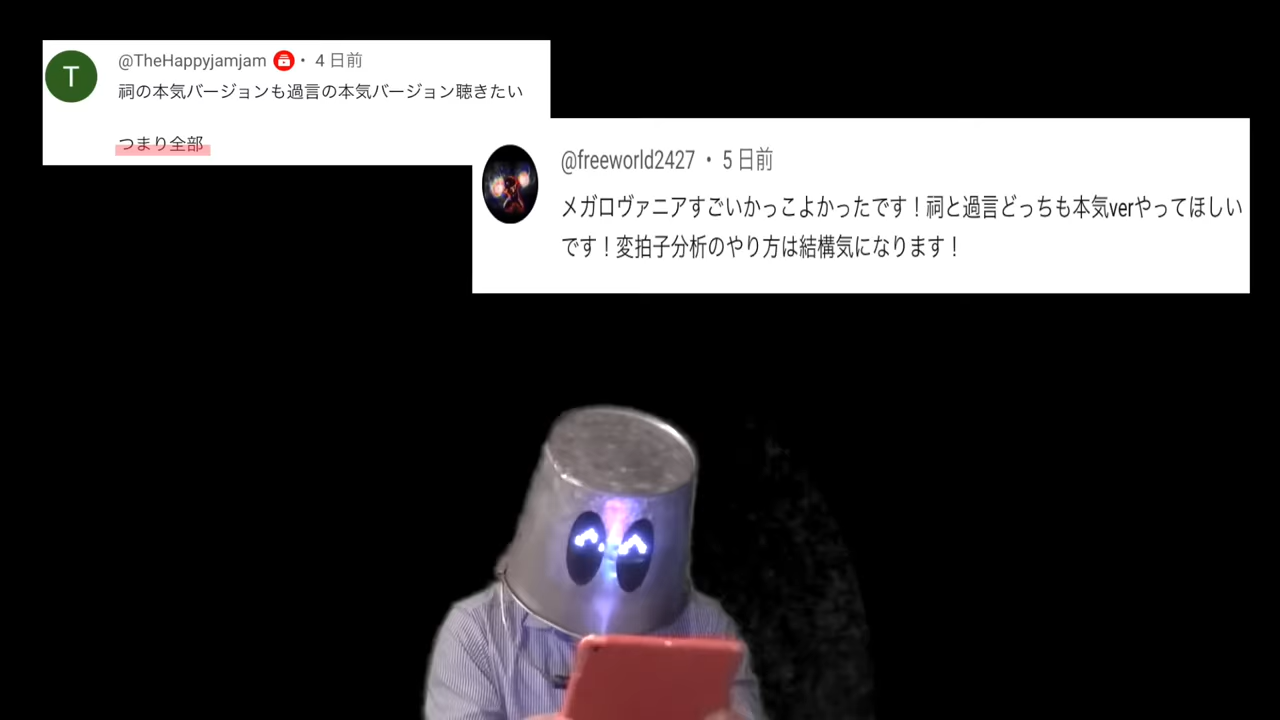 T
@TheHappyjamjam ・ 4 日前
祠の本気バージョンも過言の本気バージョン聴きたい
つまり全部
@freeworld2427 ・ 5 日前
メガロヴァニアすごいかっこよかったです！祠と過言どっちも本気verやってほしい
です！変拍子分析のやり方は結構気になります！